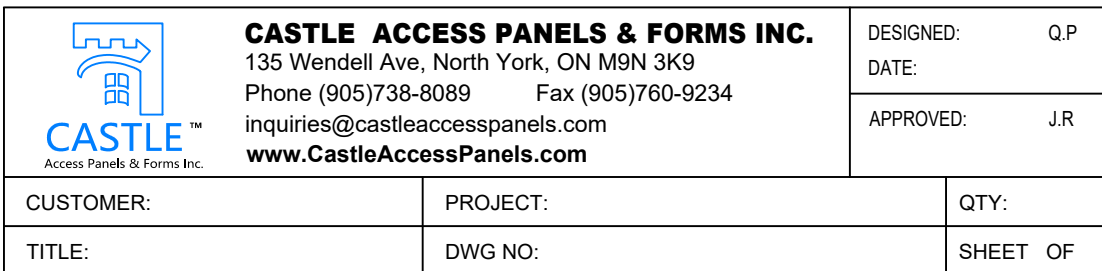 CASTLE ™
Access Panels & Forms Inc.
CASTLE ACCESS PANELS & FORMS INC.
135 Wendell Ave, North York, ON M9N 3K9
Phone (905)738-8089 Fax (905)760-9234
inquiries@castleaccesspanels.com
www.CastleAccessPanels.com
DESIGNED: Q.P
DATE:
APPROVED: J.R
CUSTOMER: PROJECT: QTY:
TITLE: DWG NO: SHEET OF